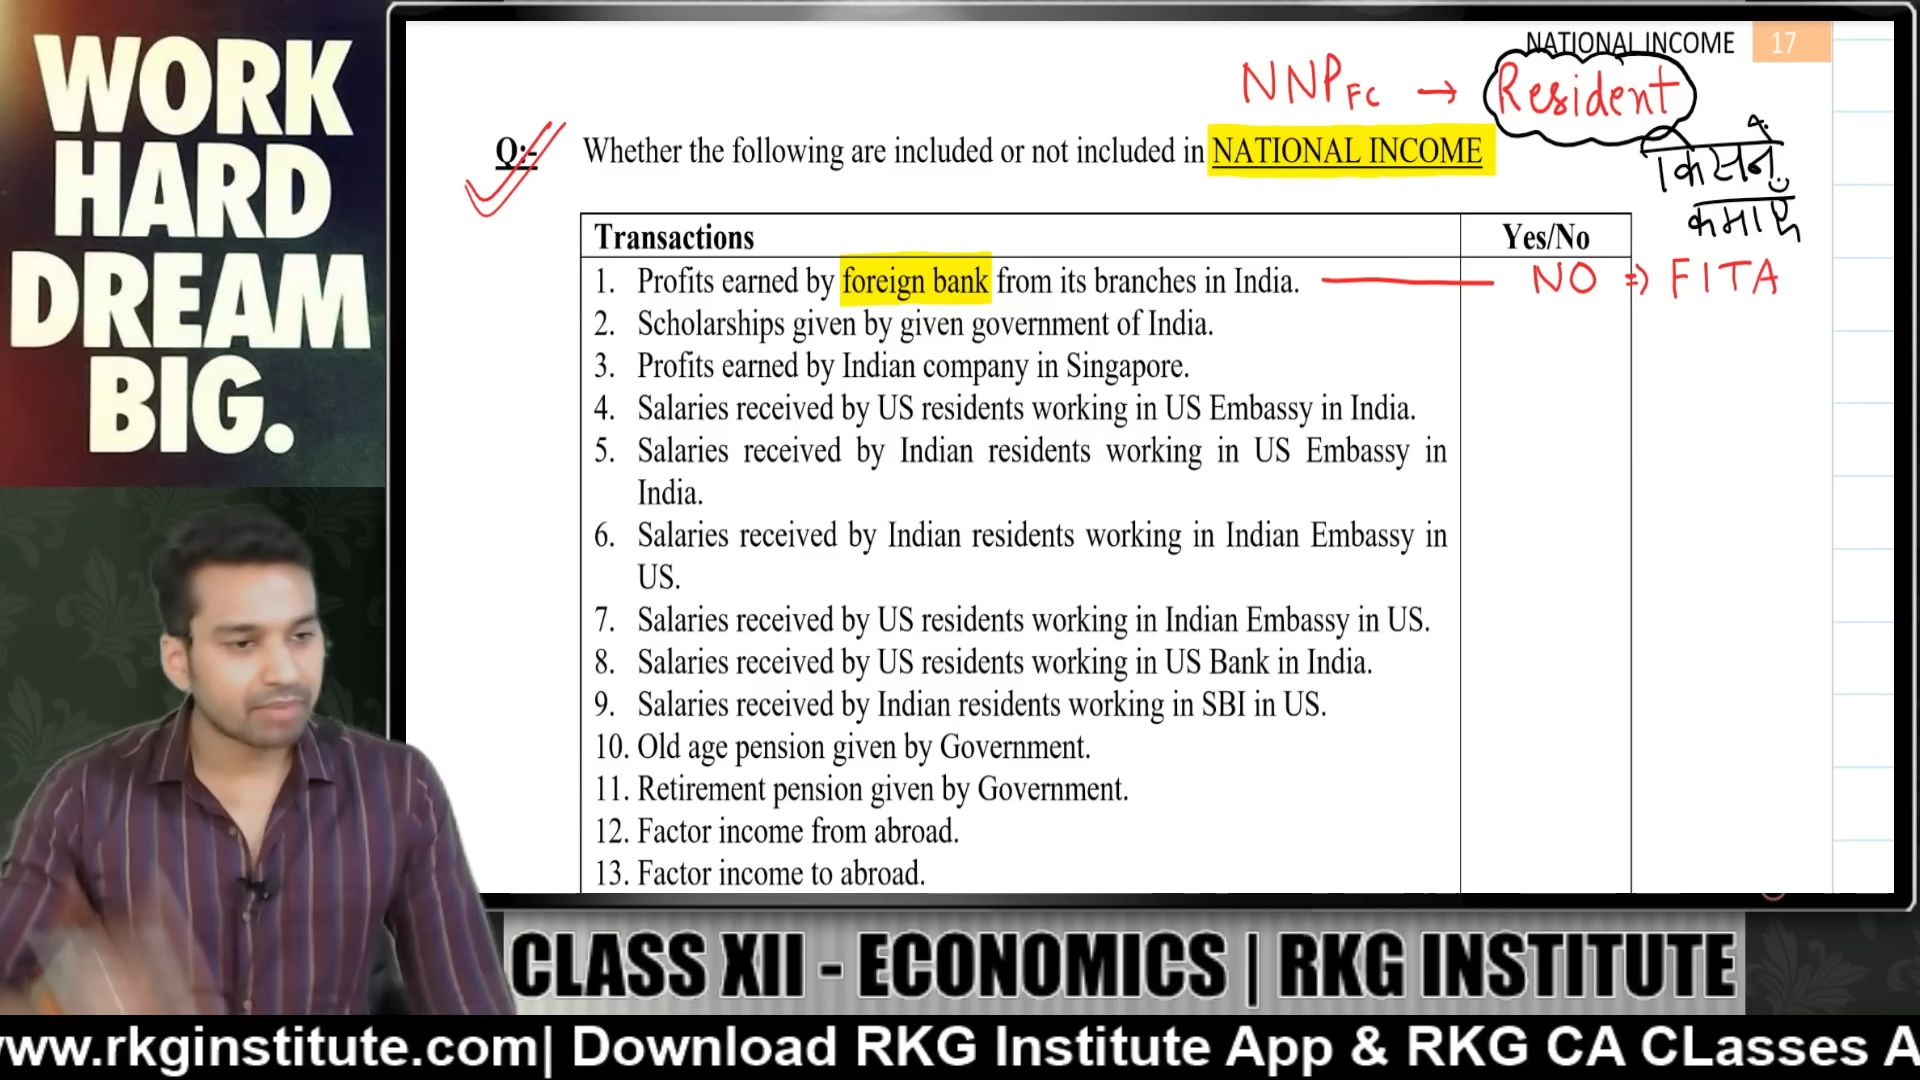 WORK
HARD
DREAM
BIG.
NATIONAL INCOME 17
NNPFC → Resident
Q:- Whether the following are included or not included in NATIONAL INCOME
किसने
कमाए
Transactions Yes/No
1. Profits earned by foreign bank from its branches in India. NO ⇒ FITA
2. Scholarships given by given government of India.
3. Profits earned by Indian company in Singapore.
4. Salaries received by US residents working in US Embassy in India.
5. Salaries received by Indian residents working in US Embassy in
India.
6. Salaries received by Indian residents working in Indian Embassy in
US.
7. Salaries received by US residents working in Indian Embassy in US.
8. Salaries received by US residents working in US Bank in India.
9. Salaries received by Indian residents working in SBI in US.
10. Old age pension given by Government.
11. Retirement pension given by Government.
12. Factor income from abroad.
13. Factor income to abroad.
CLASS XII - ECONOMICS | RKG INSTITUTE
www.rkginstitute.com| Download RKG Institute App & RKG CA CLasses A